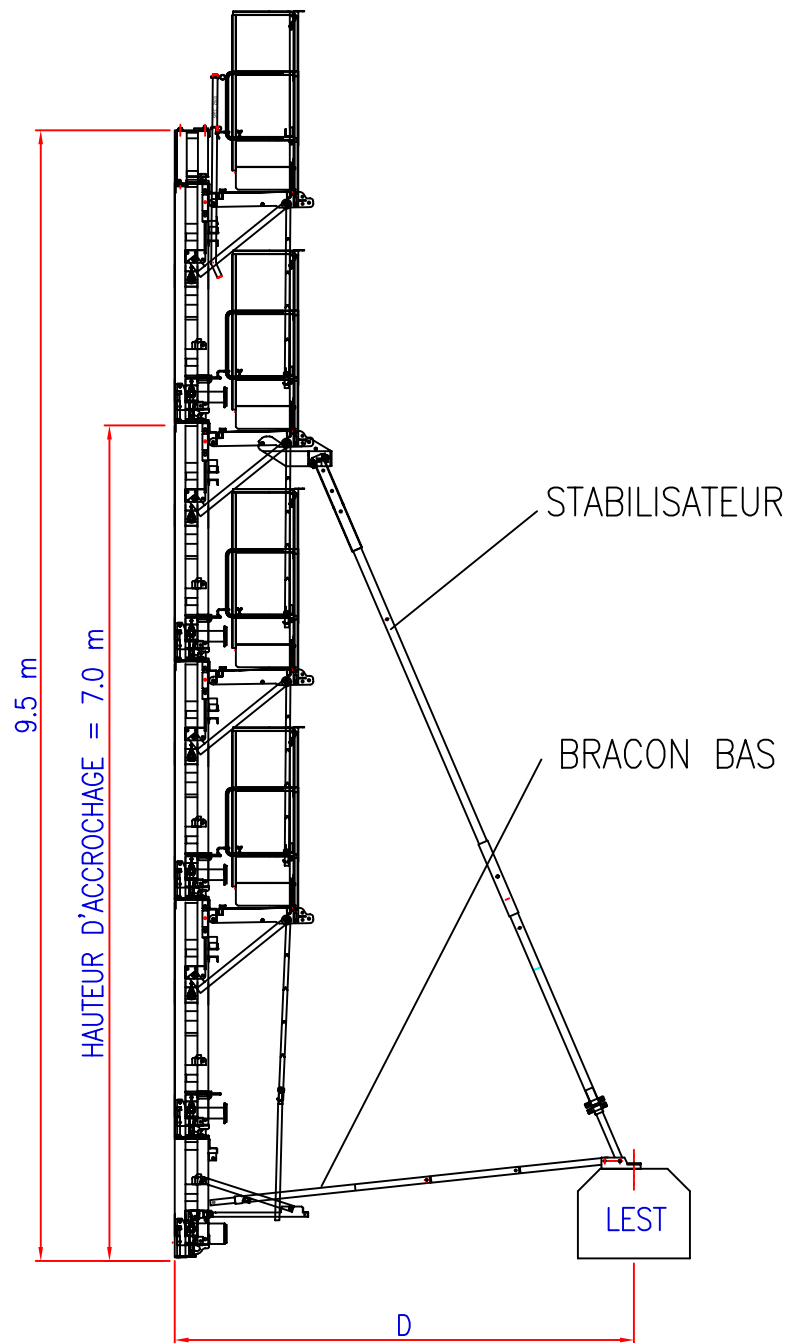 STABILISATEUR
9.5 m
HAUTEUR D'ACCROCHAGE = 7.0 m
BRACON BAS
LEST
D